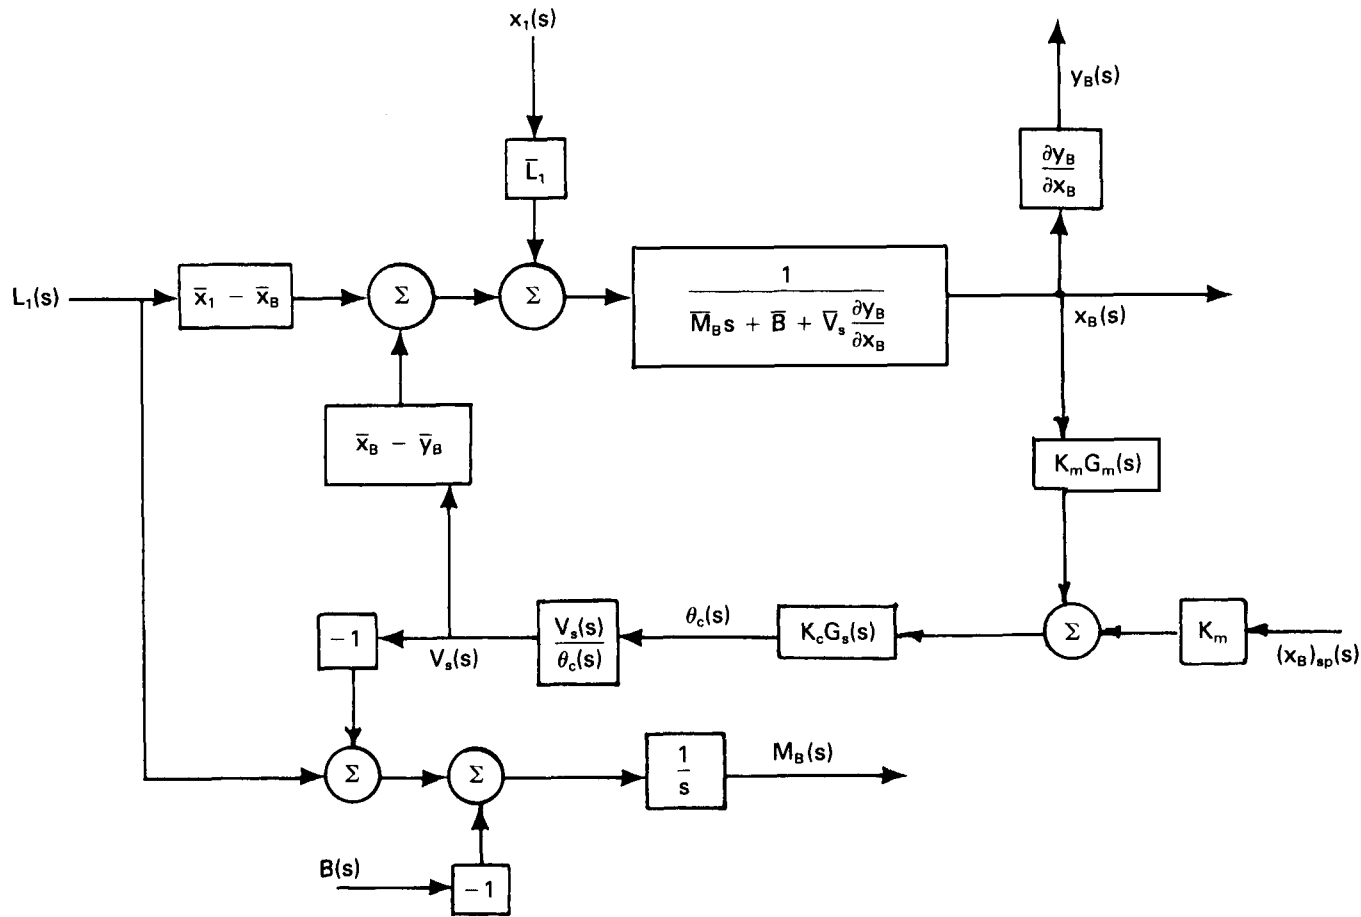 x₁(s)
y_B(s)
L̅₁
∂y_B
∂x_B
L₁(s)
x̅₁ − x̅_B
Σ
Σ
1
M̅_B s + B̅ + V̅_s ∂y_B
∂x_B
x_B(s)
x̅_B − y̅_B
K_mG_m(s)
−1
V_s(s)
V_s(s)
θ_c(s)
θ_c(s)
K_cG_s(s)
Σ
K_m
(x_B)_sp(s)
Σ
Σ
1
s
M_B(s)
B(s)
−1